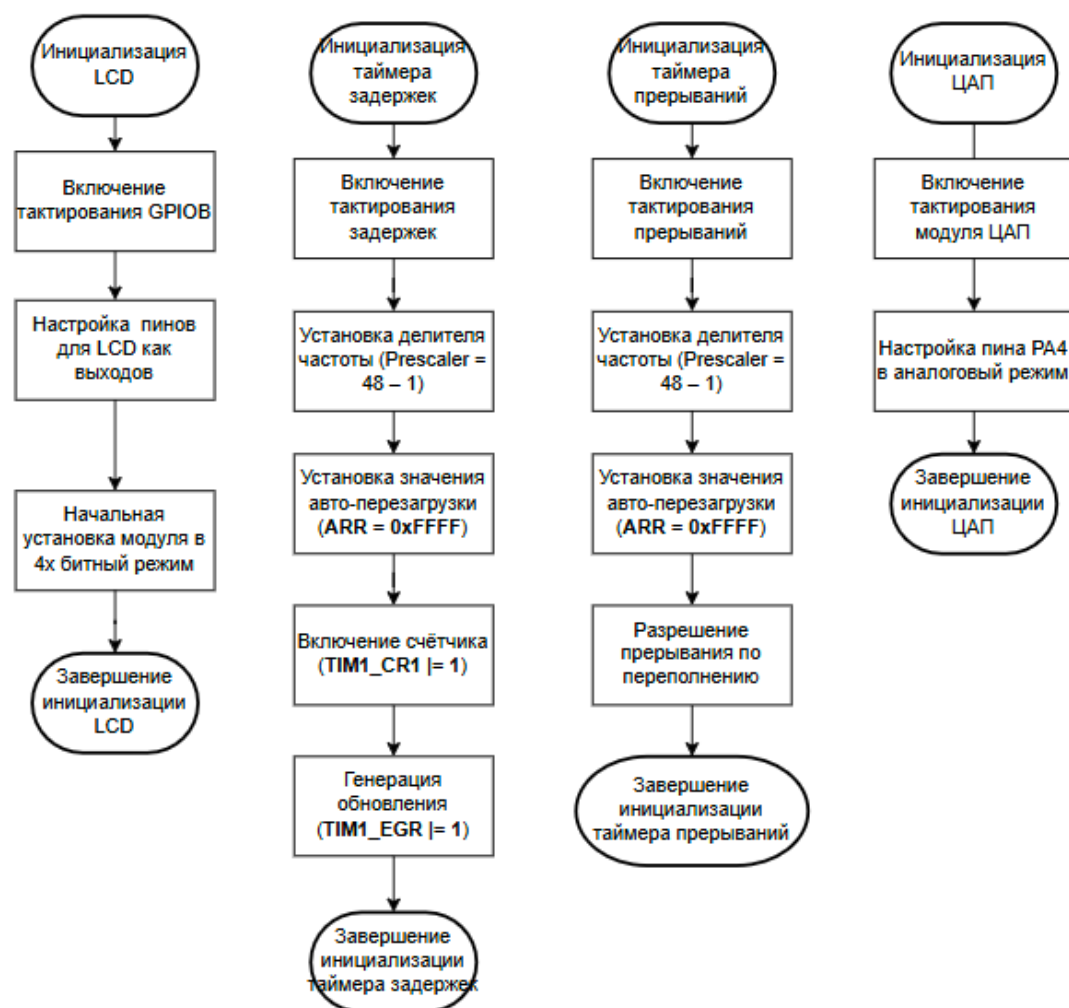 Инициализация
LCD
Включение
тактирования GPIOB
Настройка пинов
для LCD как
выходов
Начальная
установка модуля в
4х битный режим
Завершение
инициализации
LCD
Инициализация
таймера
задержек
Включение
тактирования
задержек
Установка делителя
частоты (Prescaler =
48 – 1)
Установка значения
авто-перезагрузки
(ARR = 0xFFFF)
Включение счётчика
(TIM1_CR1 |= 1)
Генерация
обновления
(TIM1_EGR |= 1)
Завершение
инициализации
таймера задержек
Инициализация
таймера
прерываний
Включение
тактирования
прерываний
Установка делителя
частоты (Prescaler =
48 – 1)
Установка значения
авто-перезагрузки
(ARR = 0xFFFF)
Разрешение
прерывания по
переполнению
Завершение
инициализации
таймера прерываний
Инициализация
ЦАП
Включение
тактирования
модуля ЦАП
Настройка пина PA4
в аналоговый режим
Завершение
инициализации
ЦАП